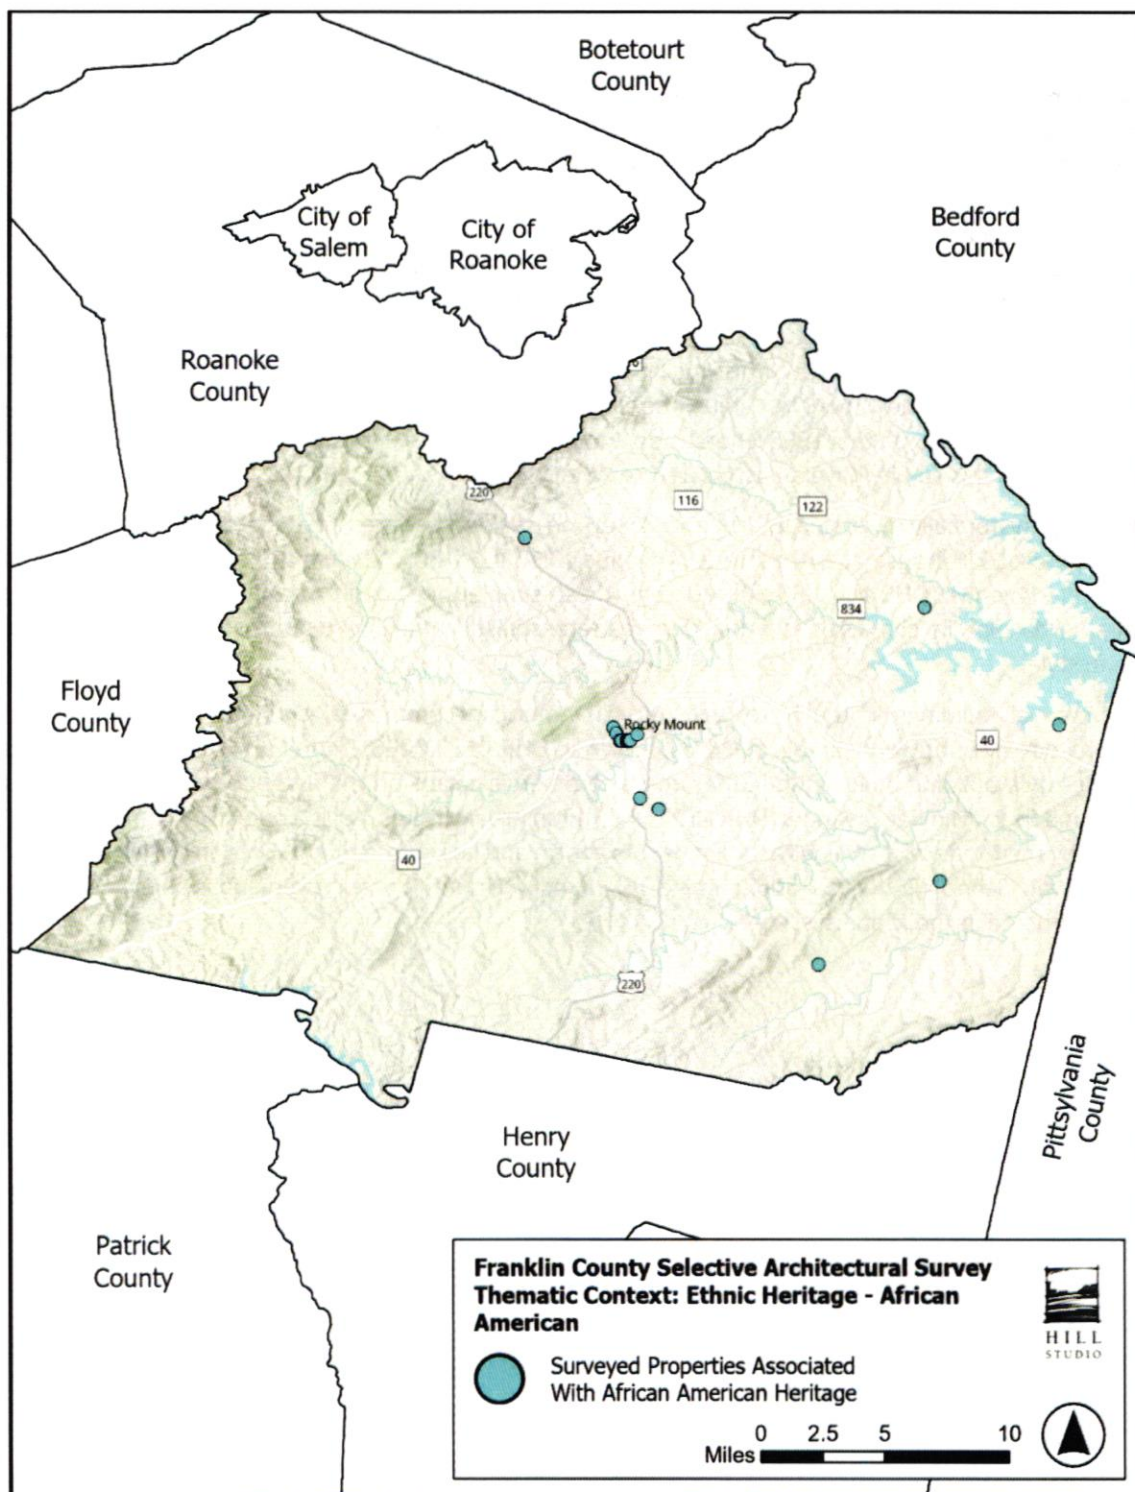 Botetourt
County
City of
Salem
City of
Roanoke
Bedford
County
Roanoke
County
220
116
122
834
Floyd
County
Rocky Mount
40
40
220
Pittsylvania
County
Henry
County
Patrick
County
Franklin County Selective Architectural Survey
Thematic Context: Ethnic Heritage - African
American
HILL
STUDIO
Surveyed Properties Associated
With African American Heritage
0 2.5 5 10
Miles